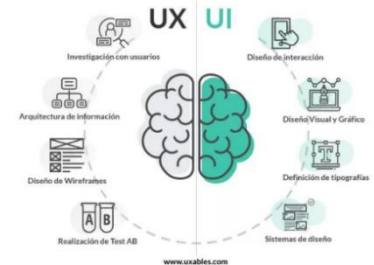 UX UI
Investigación con usuarios
Diseño de interacción
Arquitectura de información
Diseño Visual y Gráfico
Diseño de Wireframes
Definición de tipografías
A B
Realización de Test AB
Sistemas de diseño
www.uxables.com